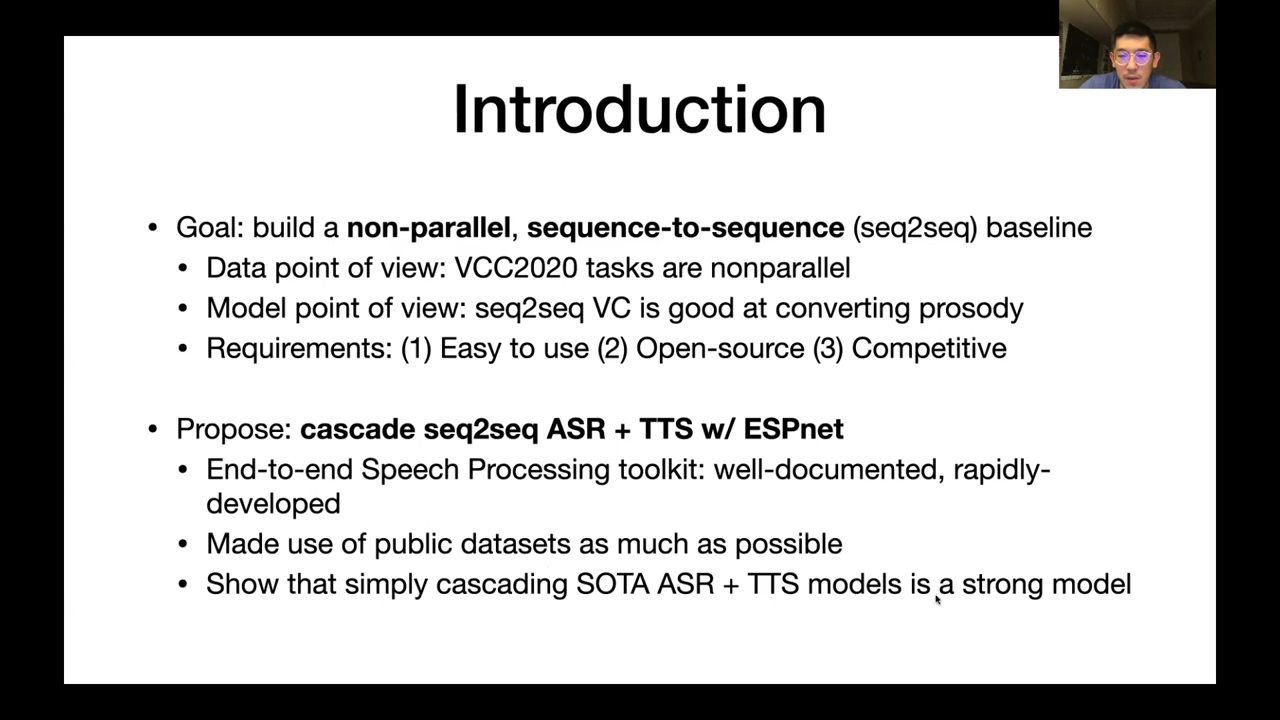 Introduction
• Goal: build a non-parallel, sequence-to-sequence (seq2seq) baseline
• Data point of view: VCC2020 tasks are nonparallel
• Model point of view: seq2seq VC is good at converting prosody
• Requirements: (1) Easy to use (2) Open-source (3) Competitive
• Propose: cascade seq2seq ASR + TTS w/ ESPnet
• End-to-end Speech Processing toolkit: well-documented, rapidly-
developed
• Made use of public datasets as much as possible
• Show that simply cascading SOTA ASR + TTS models is a strong model